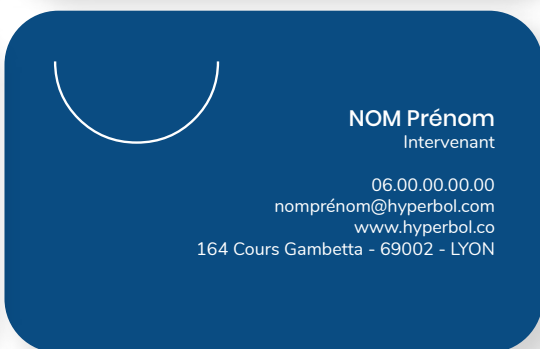 NOM Prénom
Intervenant
06.00.00.00.00
nomprénom@hyperbol.com
www.hyperbol.co
164 Cours Gambetta - 69002 - LYON